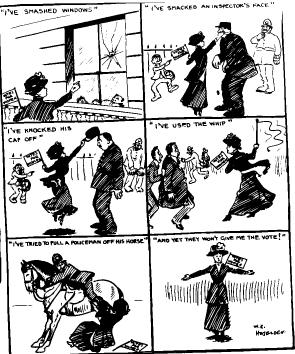 "I'VE SMASHED WINDOWS"
"I'VE SMACKED AN INSPECTOR'S FACE."
"I'VE KNOCKED HIS
CAP OFF"
"I'VE USED THE WHIP"
"I'VE TRIED TO PULL A POLICEMAN OFF HIS HORSE"
"AND YET THEY WON'T GIVE ME THE VOTE!"
W.K.